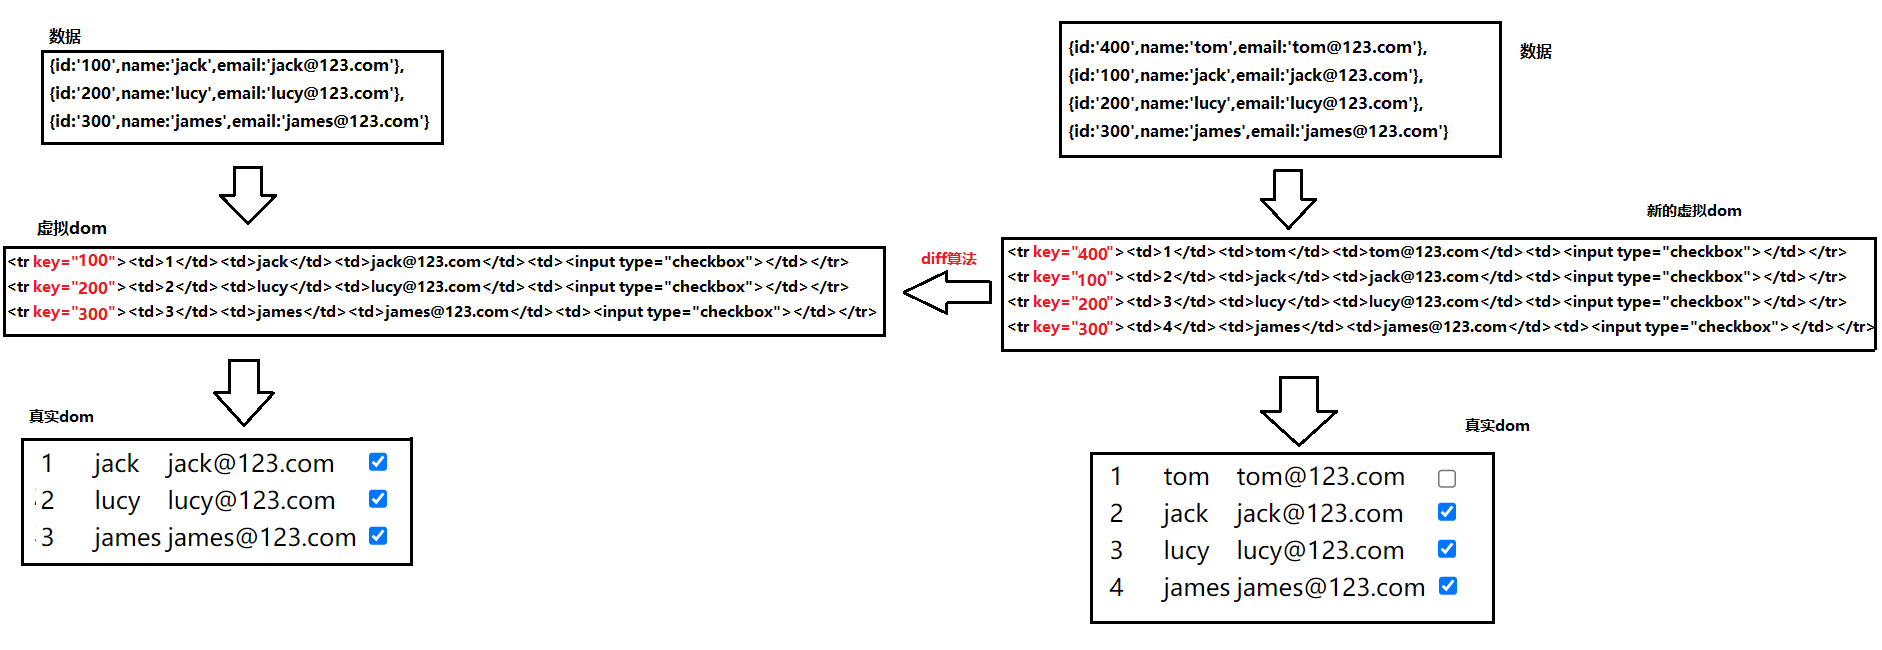 数据
{id:'100',name:'jack',email:'jack@123.com'},
{id:'200',name:'lucy',email:'lucy@123.com'},
{id:'300',name:'james',email:'james@123.com'}
虚拟dom
<tr key="100"><td>1</td><td>jack</td><td>jack@123.com</td><td><input type="checkbox"></td></tr>
<tr key="200"><td>2</td><td>lucy</td><td>lucy@123.com</td><td><input type="checkbox"></td></tr>
<tr key="300"><td>3</td><td>james</td><td>james@123.com</td><td><input type="checkbox"></td></tr>
真实dom
1 jack jack@123.com
2 lucy lucy@123.com
3 james james@123.com
diff算法
数据
{id:'400',name:'tom',email:'tom@123.com'},
{id:'100',name:'jack',email:'jack@123.com'},
{id:'200',name:'lucy',email:'lucy@123.com'},
{id:'300',name:'james',email:'james@123.com'}
新的虚拟dom
<tr key="400"><td>1</td><td>tom</td><td>tom@123.com</td><td><input type="checkbox"></td></tr>
<tr key="100"><td>2</td><td>jack</td><td>jack@123.com</td><td><input type="checkbox"></td></tr>
<tr key="200"><td>3</td><td>lucy</td><td>lucy@123.com</td><td><input type="checkbox"></td></tr>
<tr key="300"><td>4</td><td>james</td><td>james@123.com</td><td><input type="checkbox"></td></tr>
真实dom
1 tom tom@123.com
2 jack jack@123.com
3 lucy lucy@123.com
4 james james@123.com